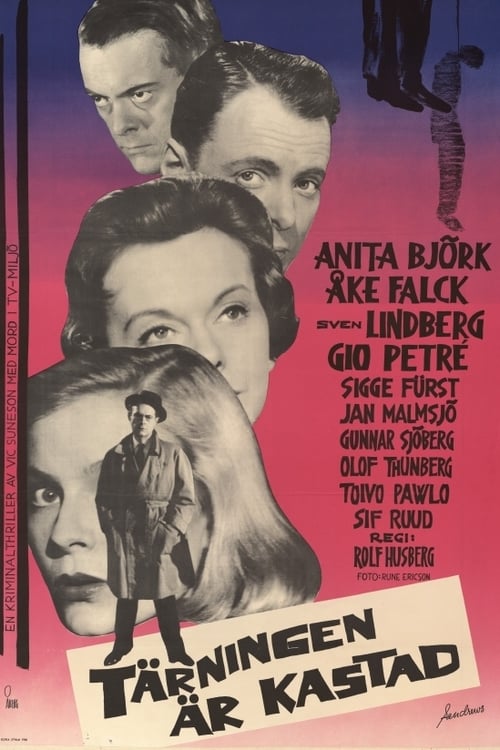 EN KRIMINALTHRILLER AV VIC SUNESON MED MORD I TV-MILJÖ
ANITA BJÖRK
ÅKE FALCK
SVEN LINDBERG
GIO PETRÉ
SIGGE FÜRST
JAN MALMSJÖ
GUNNAR SJÖBERG
OLOF THUNBERG
TOIVO PAWLO
SIF RUUD
REGI:
ROLF HUSBERG
FOTO: RUNE ERICSON
TÄRNINGEN
ÄR KASTAD
Sandrews
ÅBERG